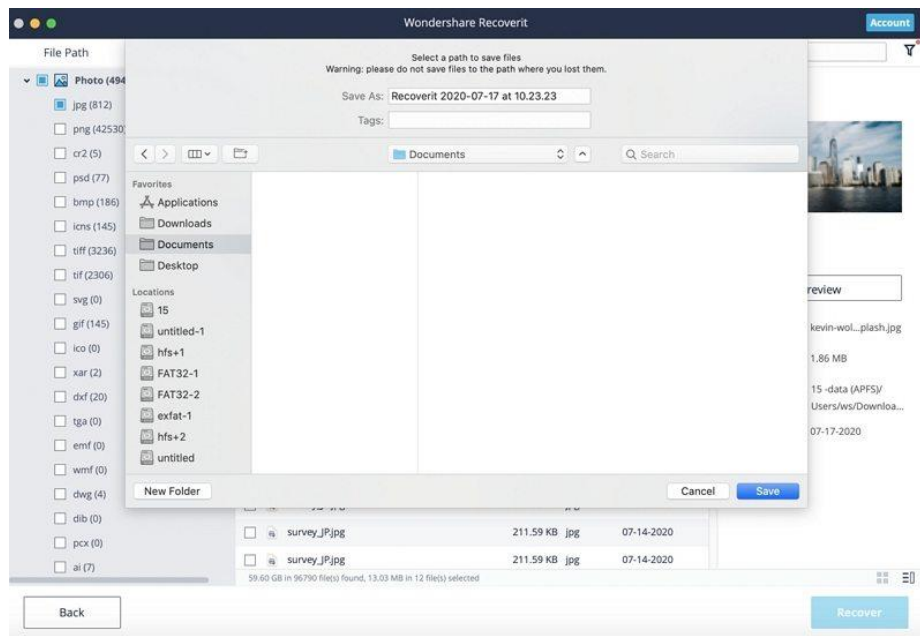 Wondershare Recoverit
Account
File Path
Select a path to save files
Warning: please do not save files to the path where you lost them.
Save As: Recoverit 2020-07-17 at 10.23.23
Tags:
Documents
Search
Photo (494
jpg (812)
png (42530)
cr2 (5)
psd (77)
bmp (186)
icns (145)
tiff (3236)
tif (2306)
svg (0)
gif (145)
ico (0)
xar (2)
dxf (20)
tga (0)
emf (0)
wmf (0)
dwg (4)
dib (0)
pcx (0)
ai (7)
Favorites
Applications
Downloads
Documents
Desktop
Locations
15
untitled-1
hfs+1
FAT32-1
FAT32-2
exfat-1
hfs+2
untitled
New Folder
Cancel
Save
review
kevin-wol...plash.jpg
1.86 MB
15 -data (APFS)/
Users/ws/Downloa...
07-17-2020
survey_JP.jpg 211.59 KB jpg 07-14-2020
survey_JP.jpg 211.59 KB jpg 07-14-2020
59.60 GB in 96790 file(s) found, 13.03 MB in 12 file(s) selected
Back
Recover